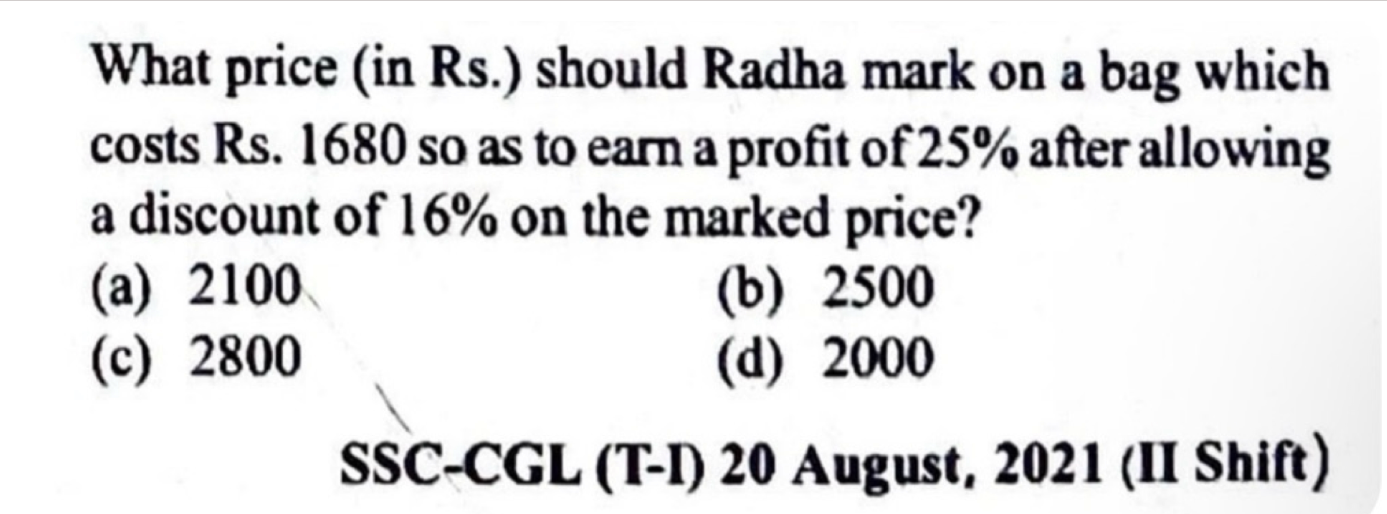 What price (in Rs.) should Radha mark on a bag which
costs Rs. 1680 so as to earn a profit of 25% after allowing
a discount of 16% on the marked price?
(a) 2100 (b) 2500
(c) 2800 (d) 2000
SSC-CGL (T-I) 20 August, 2021 (II Shift)